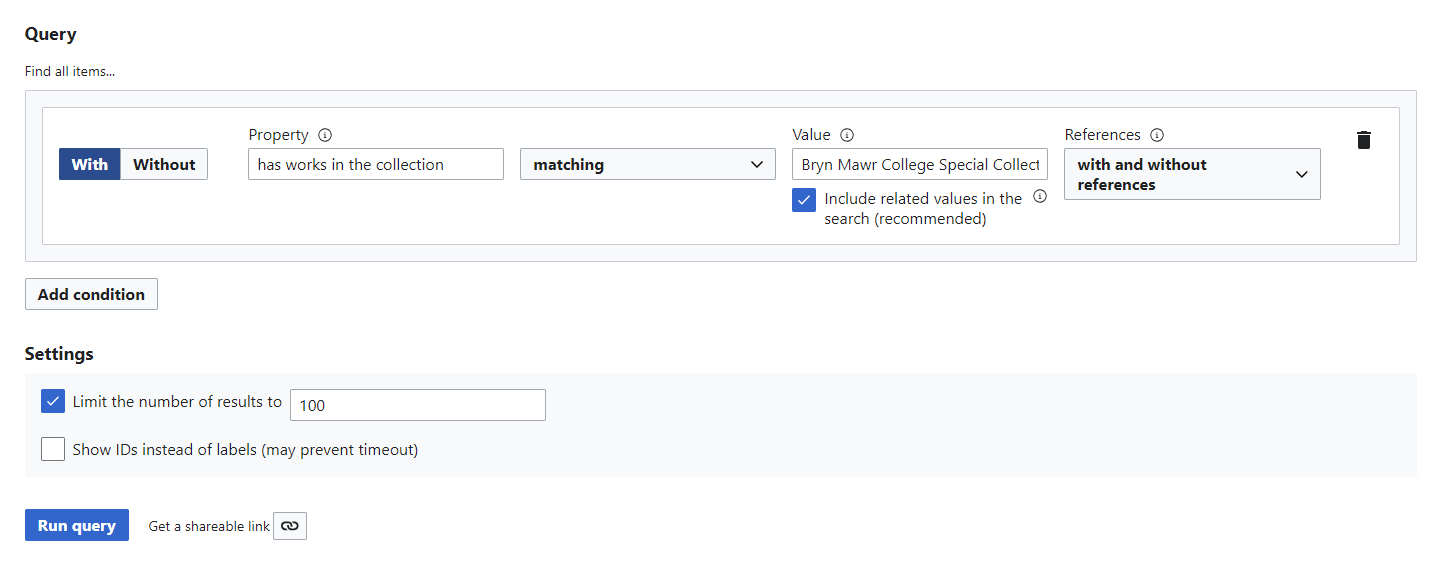 Query
Find all items...
With Without
Property
has works in the collection
matching
Value
Bryn Mawr College Special Collect
Include related values in the
search (recommended)
References
with and without
references
Add condition
Settings
Limit the number of results to 100
Show IDs instead of labels (may prevent timeout)
Run query Get a shareable link